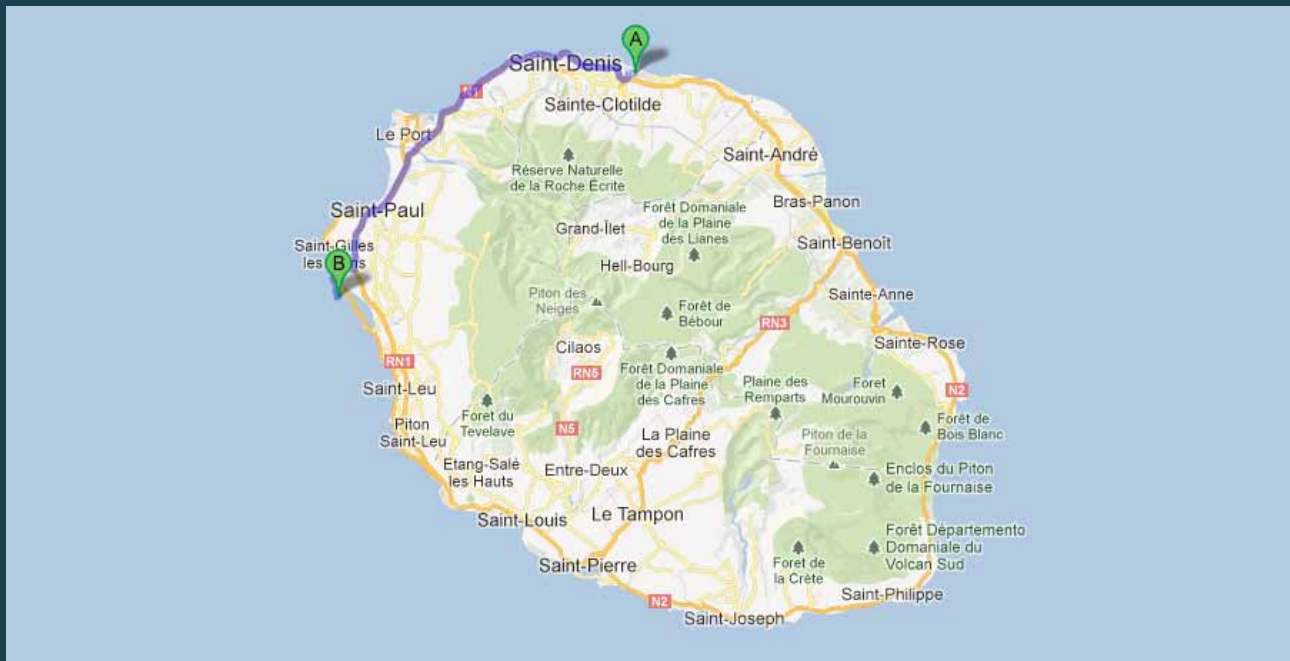 A
Saint-Denis
Sainte-Clotilde
Le Port
Saint-André
Réserve Naturelle
de la Roche Écrite
Bras-Panon
Saint-Paul
Forêt Domaniale
de la Plaine
des Lianes
Grand-Îlet
Saint-Benoît
Saint-Gilles
les
B
Hell-Bourg
Piton des
Neiges
Sainte-Anne
Forêt de
Bébour
RN3
Sainte-Rose
Cilaos
RN1
RN5
Forêt Domaniale
de la Plaine
des Cafres
Plaine des
Remparts
Foret
Mourouvin
N2
Saint-Leu
Foret du
Tevelave
Piton
Saint-Leu
N5
Forêt de
Bois Blanc
La Plaine
des Cafres
Piton de la
Fournaise
Etang-Salé
les Hauts
Entre-Deux
Enclos du Piton
de la Fournaise
Saint-Louis
Le Tampon
Forêt Départemento
Domaniale du
Volcan Sud
Saint-Pierre
Foret de
la Crête
N2
Saint-Philippe
Saint-Joseph